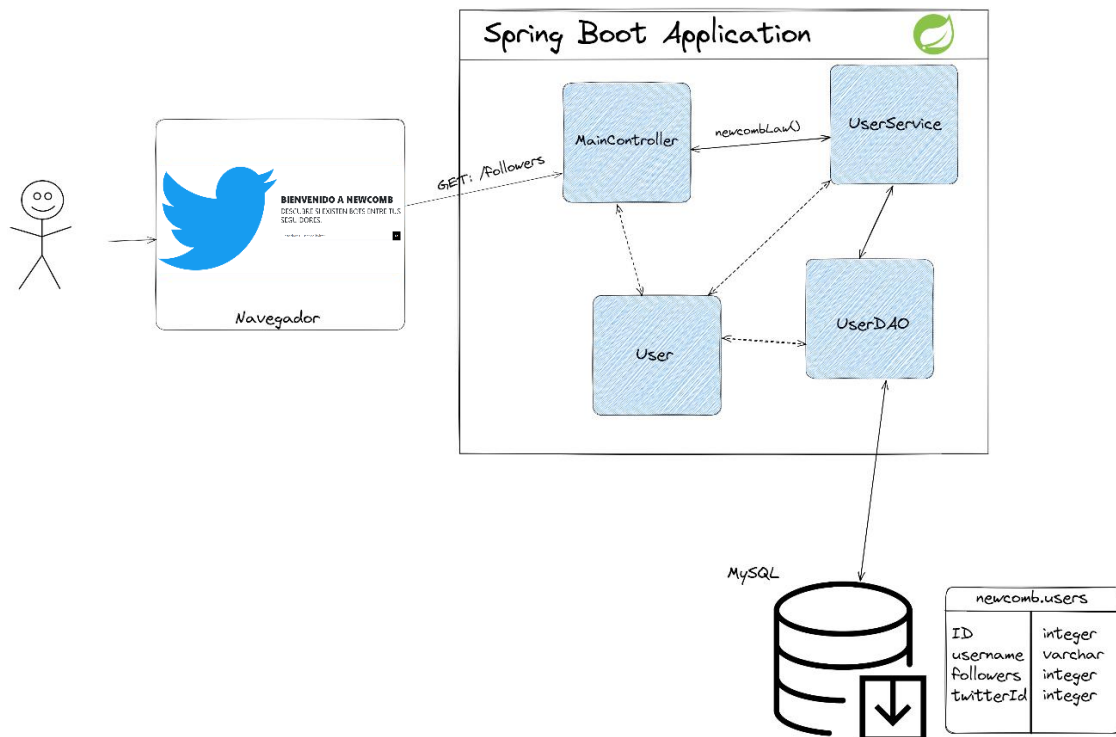 Spring Boot Application
MainController
newcombLaw()
UserService
GET: /followers
BIENVENIDO A NEWCOMB
DESCUBRE SI EXISTEN BOTS ENTRE TUS
SEGUIDORES.
Navegador
User
UserDAO
MySQL
newcomb.users
ID integer
username varchar
followers integer
twitterId integer